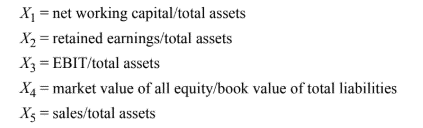 X₁ = net working capital/total assets
X₂ = retained earnings/total assets
X₃ = EBIT/total assets
X₄ = market value of all equity/book value of total liabilities
X₅ = sales/total assets